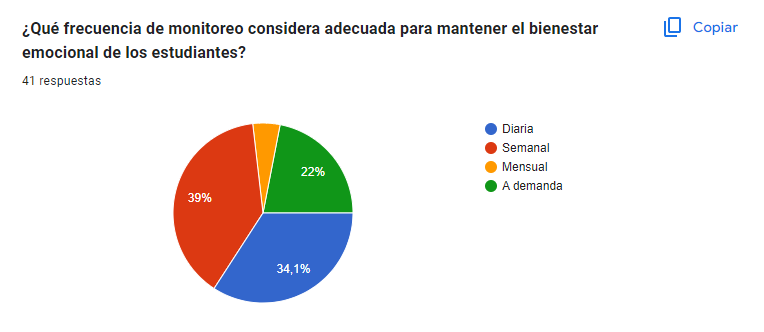 ¿Qué frecuencia de monitoreo considera adecuada para mantener el bienestar
emocional de los estudiantes?
Copiar
41 respuestas
Diaria
Semanal
Mensual
A demanda
22%
39%
34,1%